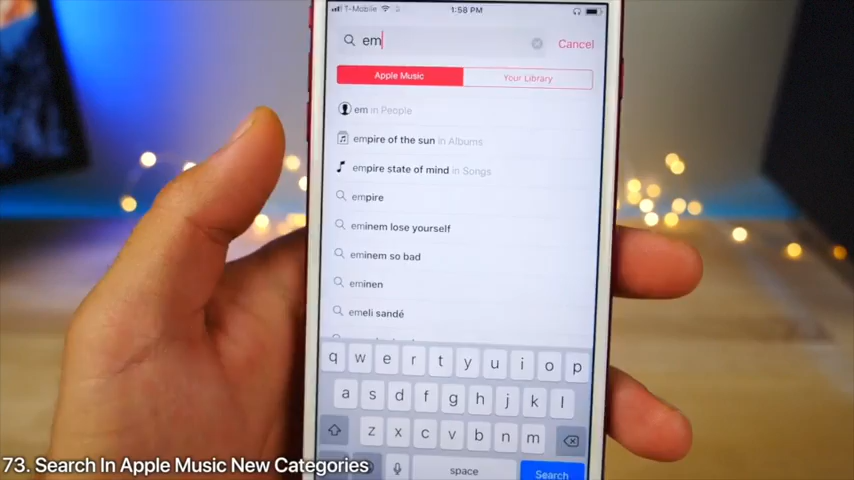 T-Mobile 1:58 PM
em Cancel
Apple Music Your Library
em in People
empire of the sun in Albums
empire state of mind in Songs
empire
eminem lose yourself
eminem so bad
eminen
emeli sandé
q w e r t y u i o p
a s d f g h j k l
z x c v b n m
space Search
73. Search In Apple Music New Categories